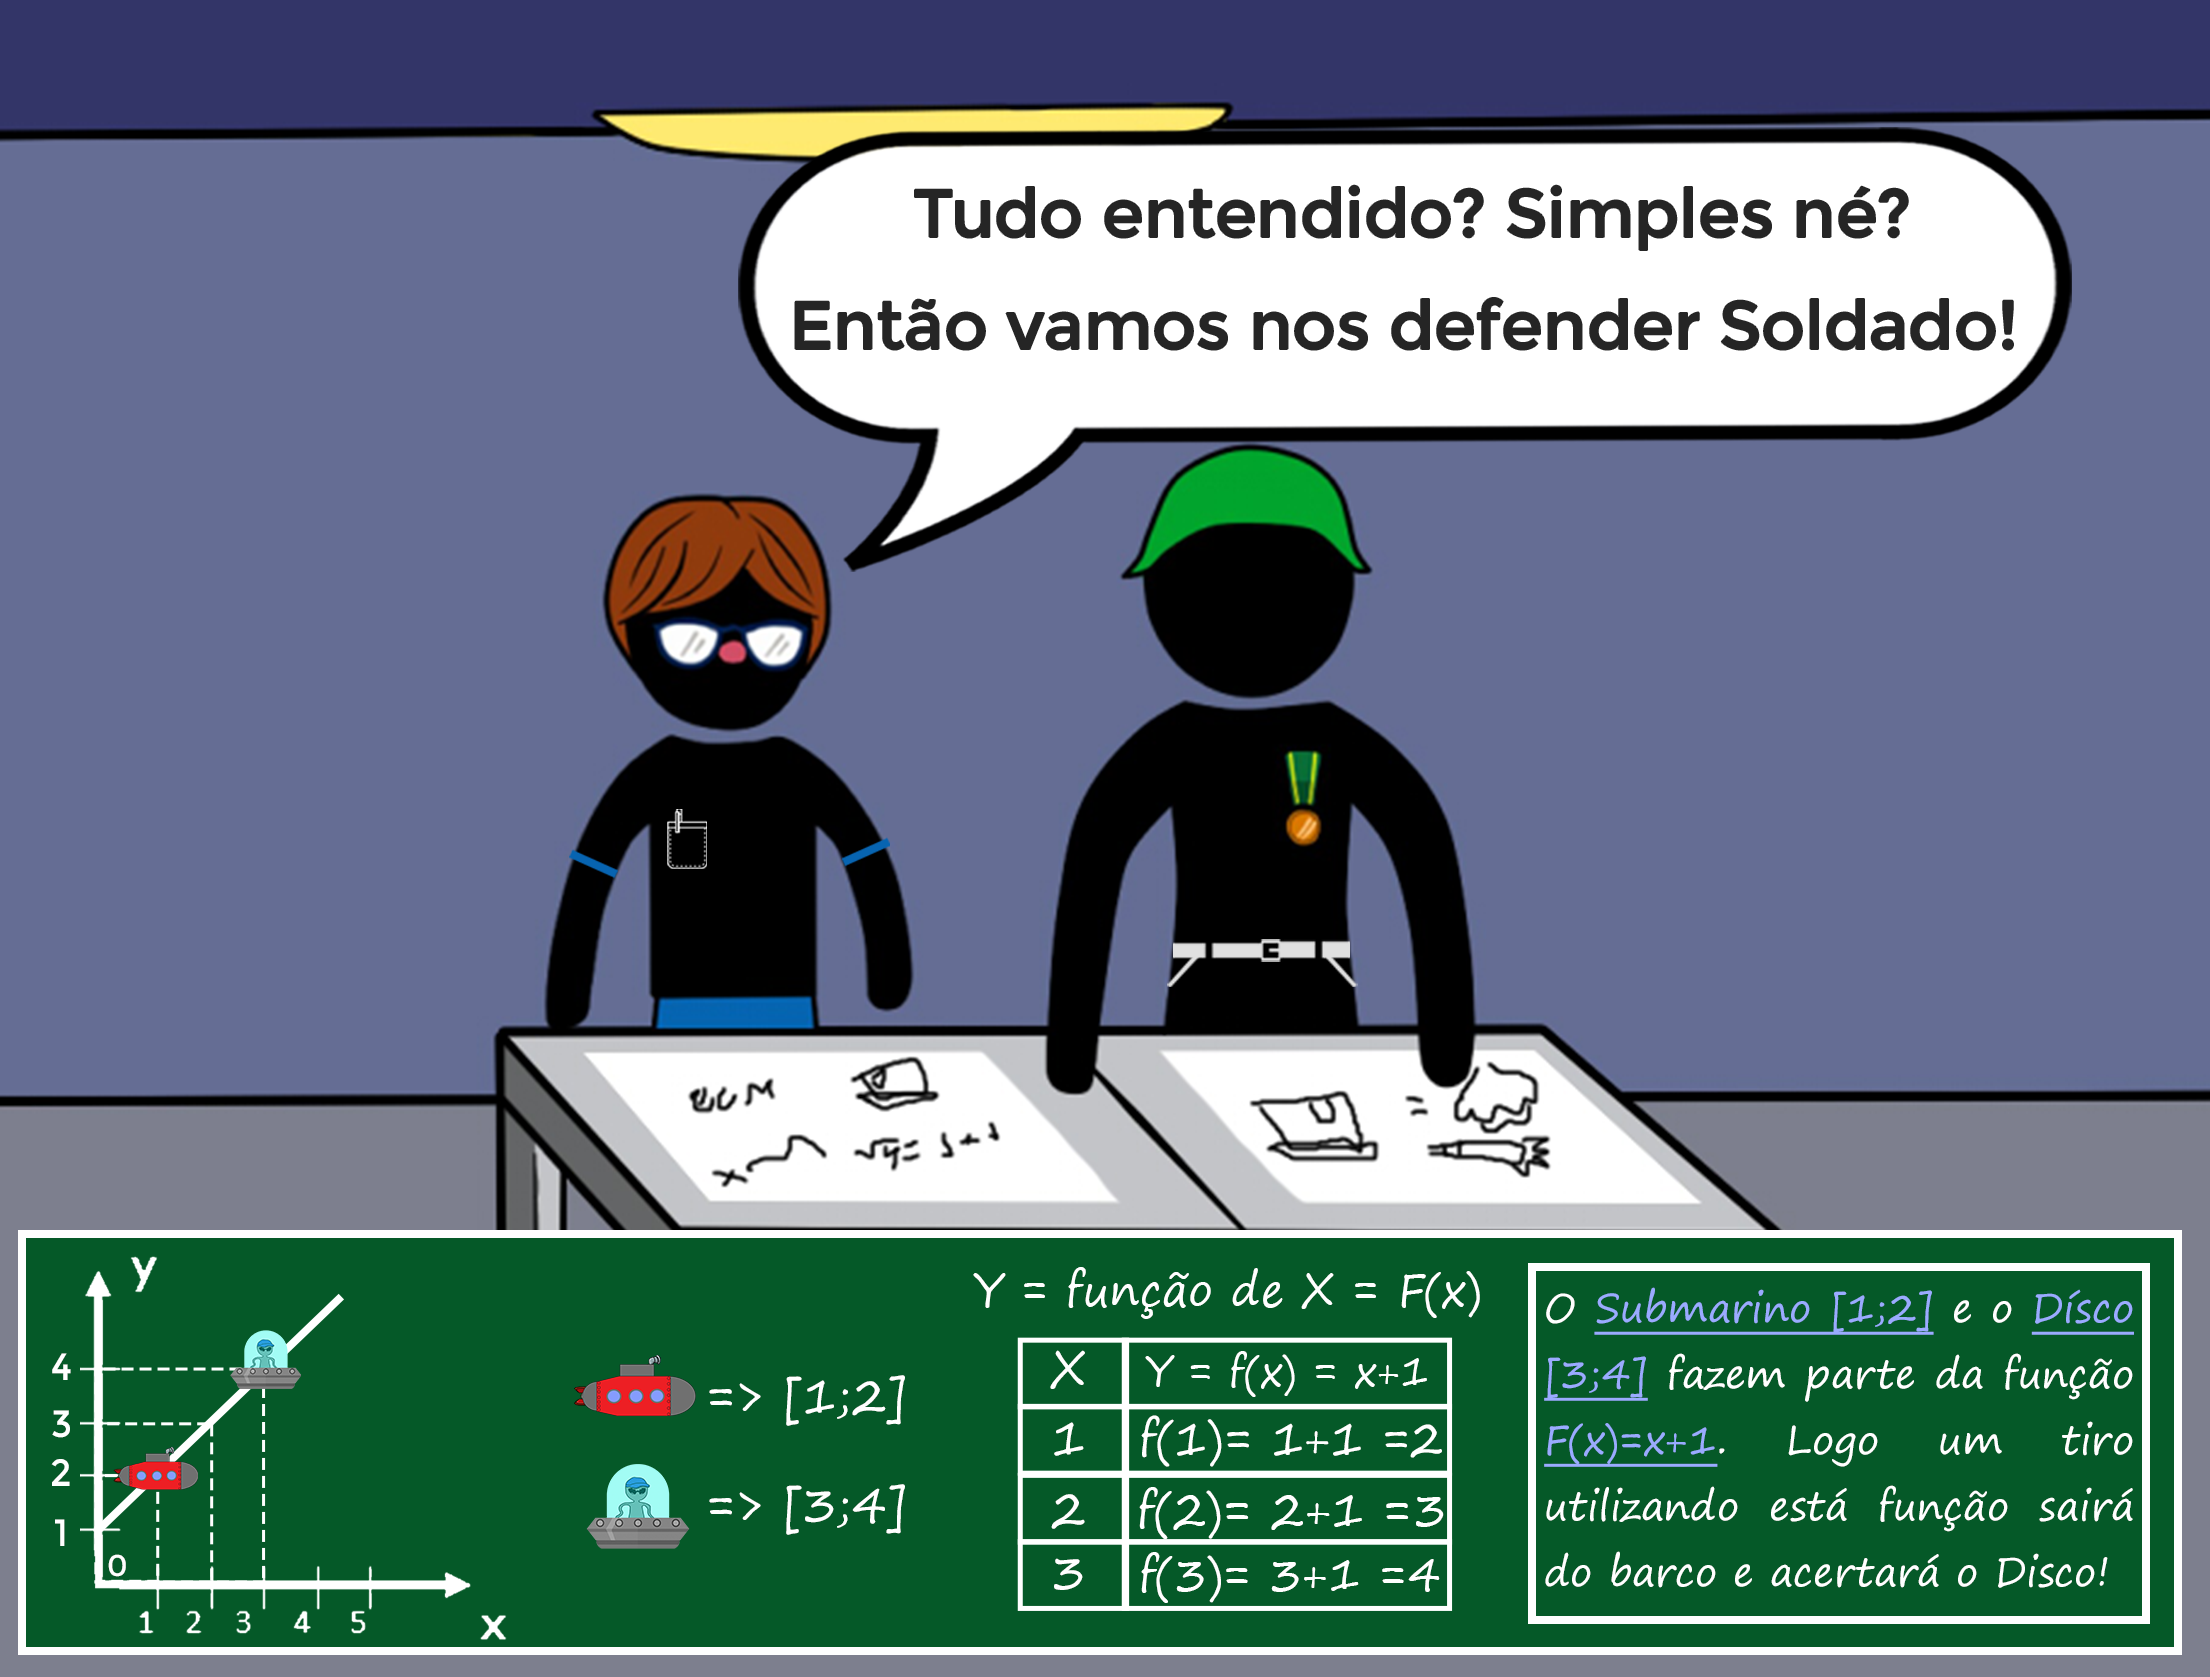 Tudo entendido? Simples né?
Então vamos nos defender Soldado!
y
4
3
2
1
0
1 2 3 4 5
x
=> [1;2]
=> [3;4]
Y = função de X = F(x)
X Y = f(x) = x+1
1 f(1)= 1+1 =2
2 f(2)= 2+1 =3
3 f(3)= 3+1 =4
O Submarino [1;2] e o Dísco
[3;4] fazem parte da função
F(x)=x+1. Logo um tiro
utilizando está função sairá
do barco e acertará o Disco!